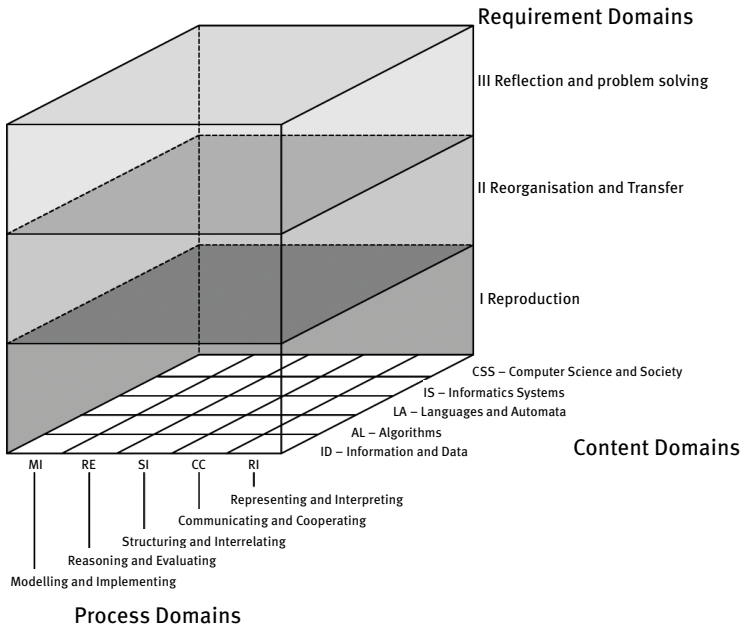 Requirement Domains
III Reflection and problem solving
II Reorganisation and Transfer
I Reproduction
CSS – Computer Science and Society
IS – Informatics Systems
LA – Languages and Automata
AL – Algorithms
ID – Information and Data
Content Domains
MI RE SI CC RI
Representing and Interpreting
Communicating and Cooperating
Structuring and Interrelating
Reasoning and Evaluating
Modelling and Implementing
Process Domains